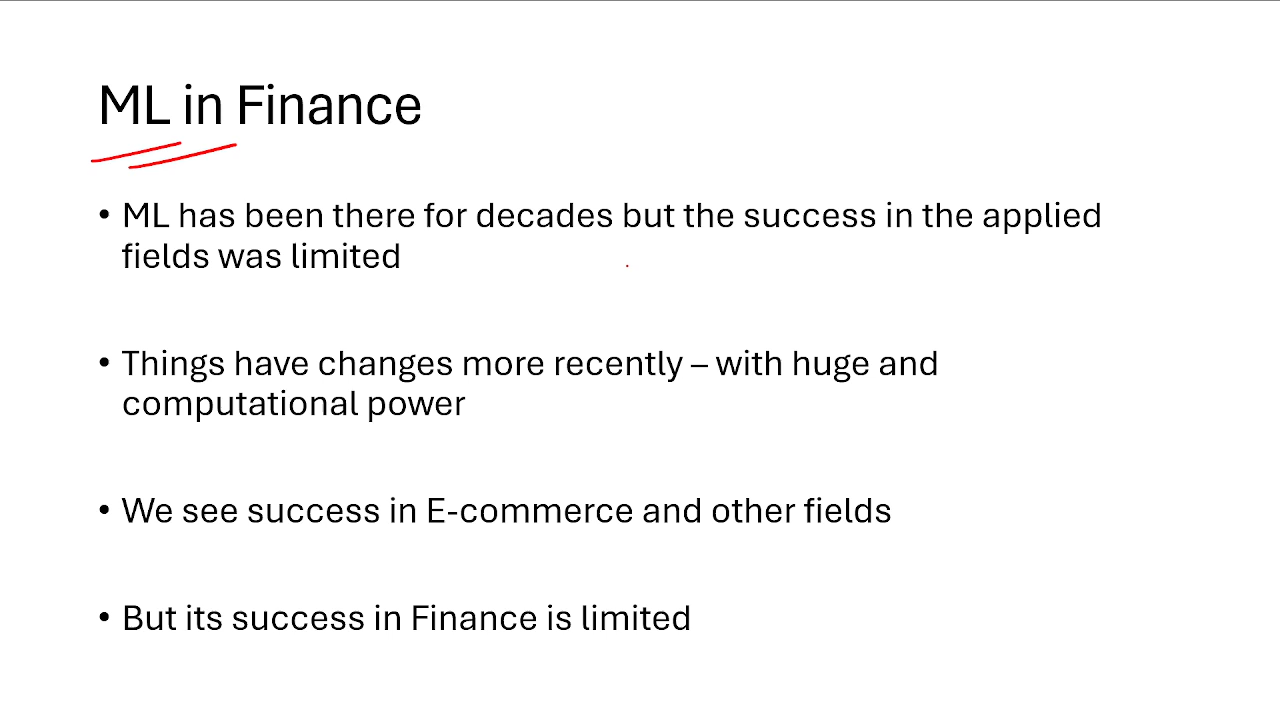 ML in Finance
• ML has been there for decades but the success in the applied
fields was limited
• Things have changes more recently – with huge and
computational power
• We see success in E-commerce and other fields
• But its success in Finance is limited